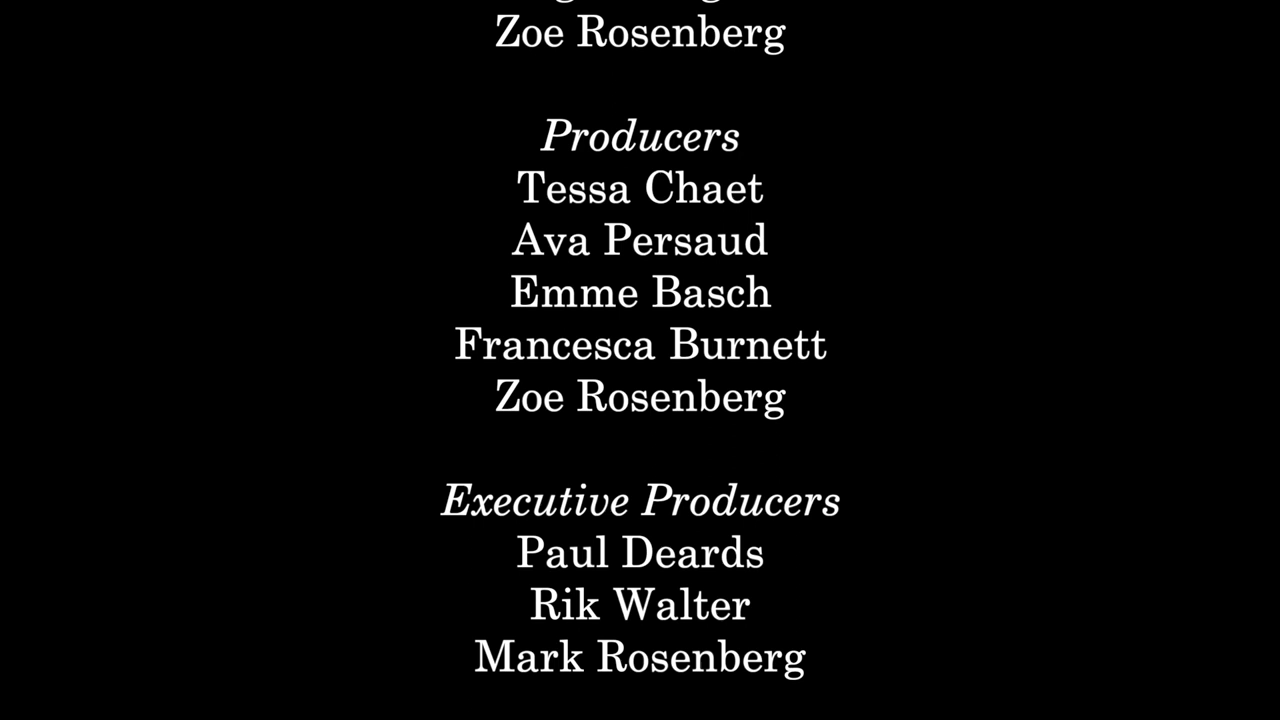 Zoe Rosenberg
Producers
Tessa Chaet
Ava Persaud
Emme Basch
Francesca Burnett
Zoe Rosenberg
Executive Producers
Paul Deards
Rik Walter
Mark Rosenberg